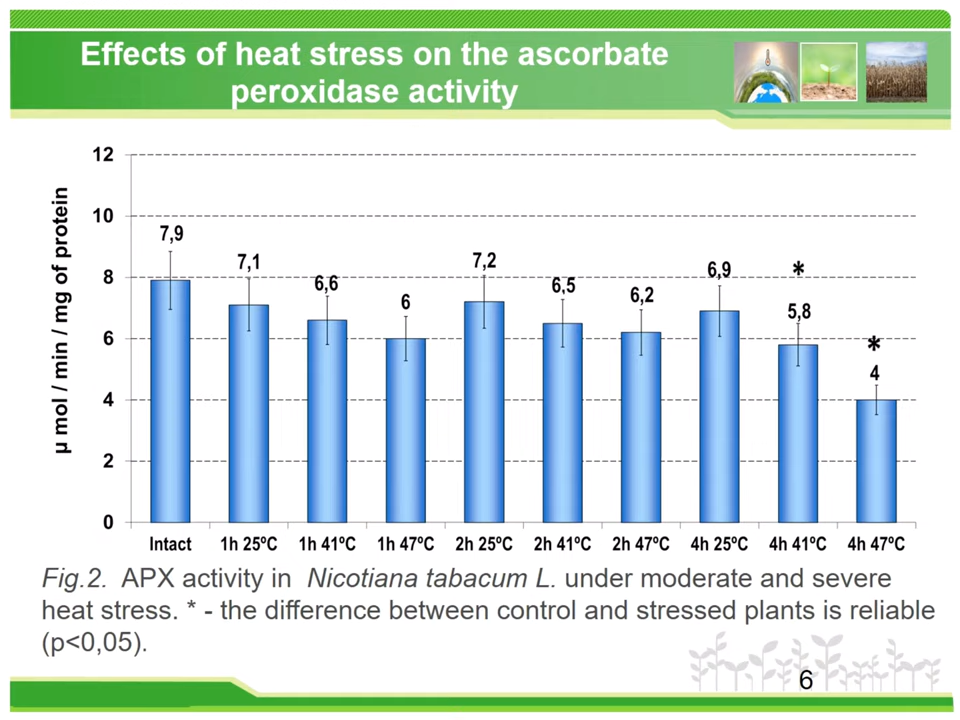 Effects of heat stress on the ascorbate
peroxidase activity
µ mol / min / mg of protein
12
10
8
6
4
2
0
7,9
7,1
6,6
6
7,2
6,5
6,2
6,9
*
5,8
*
4
Intact 1h 25ºC 1h 41ºC 1h 47ºC 2h 25ºC 2h 41ºC 2h 47ºC 4h 25ºC 4h 41ºC 4h 47ºC
Fig.2. APX activity in Nicotiana tabacum L. under moderate and severe
heat stress. * - the difference between control and stressed plants is reliable
(p<0,05).
6